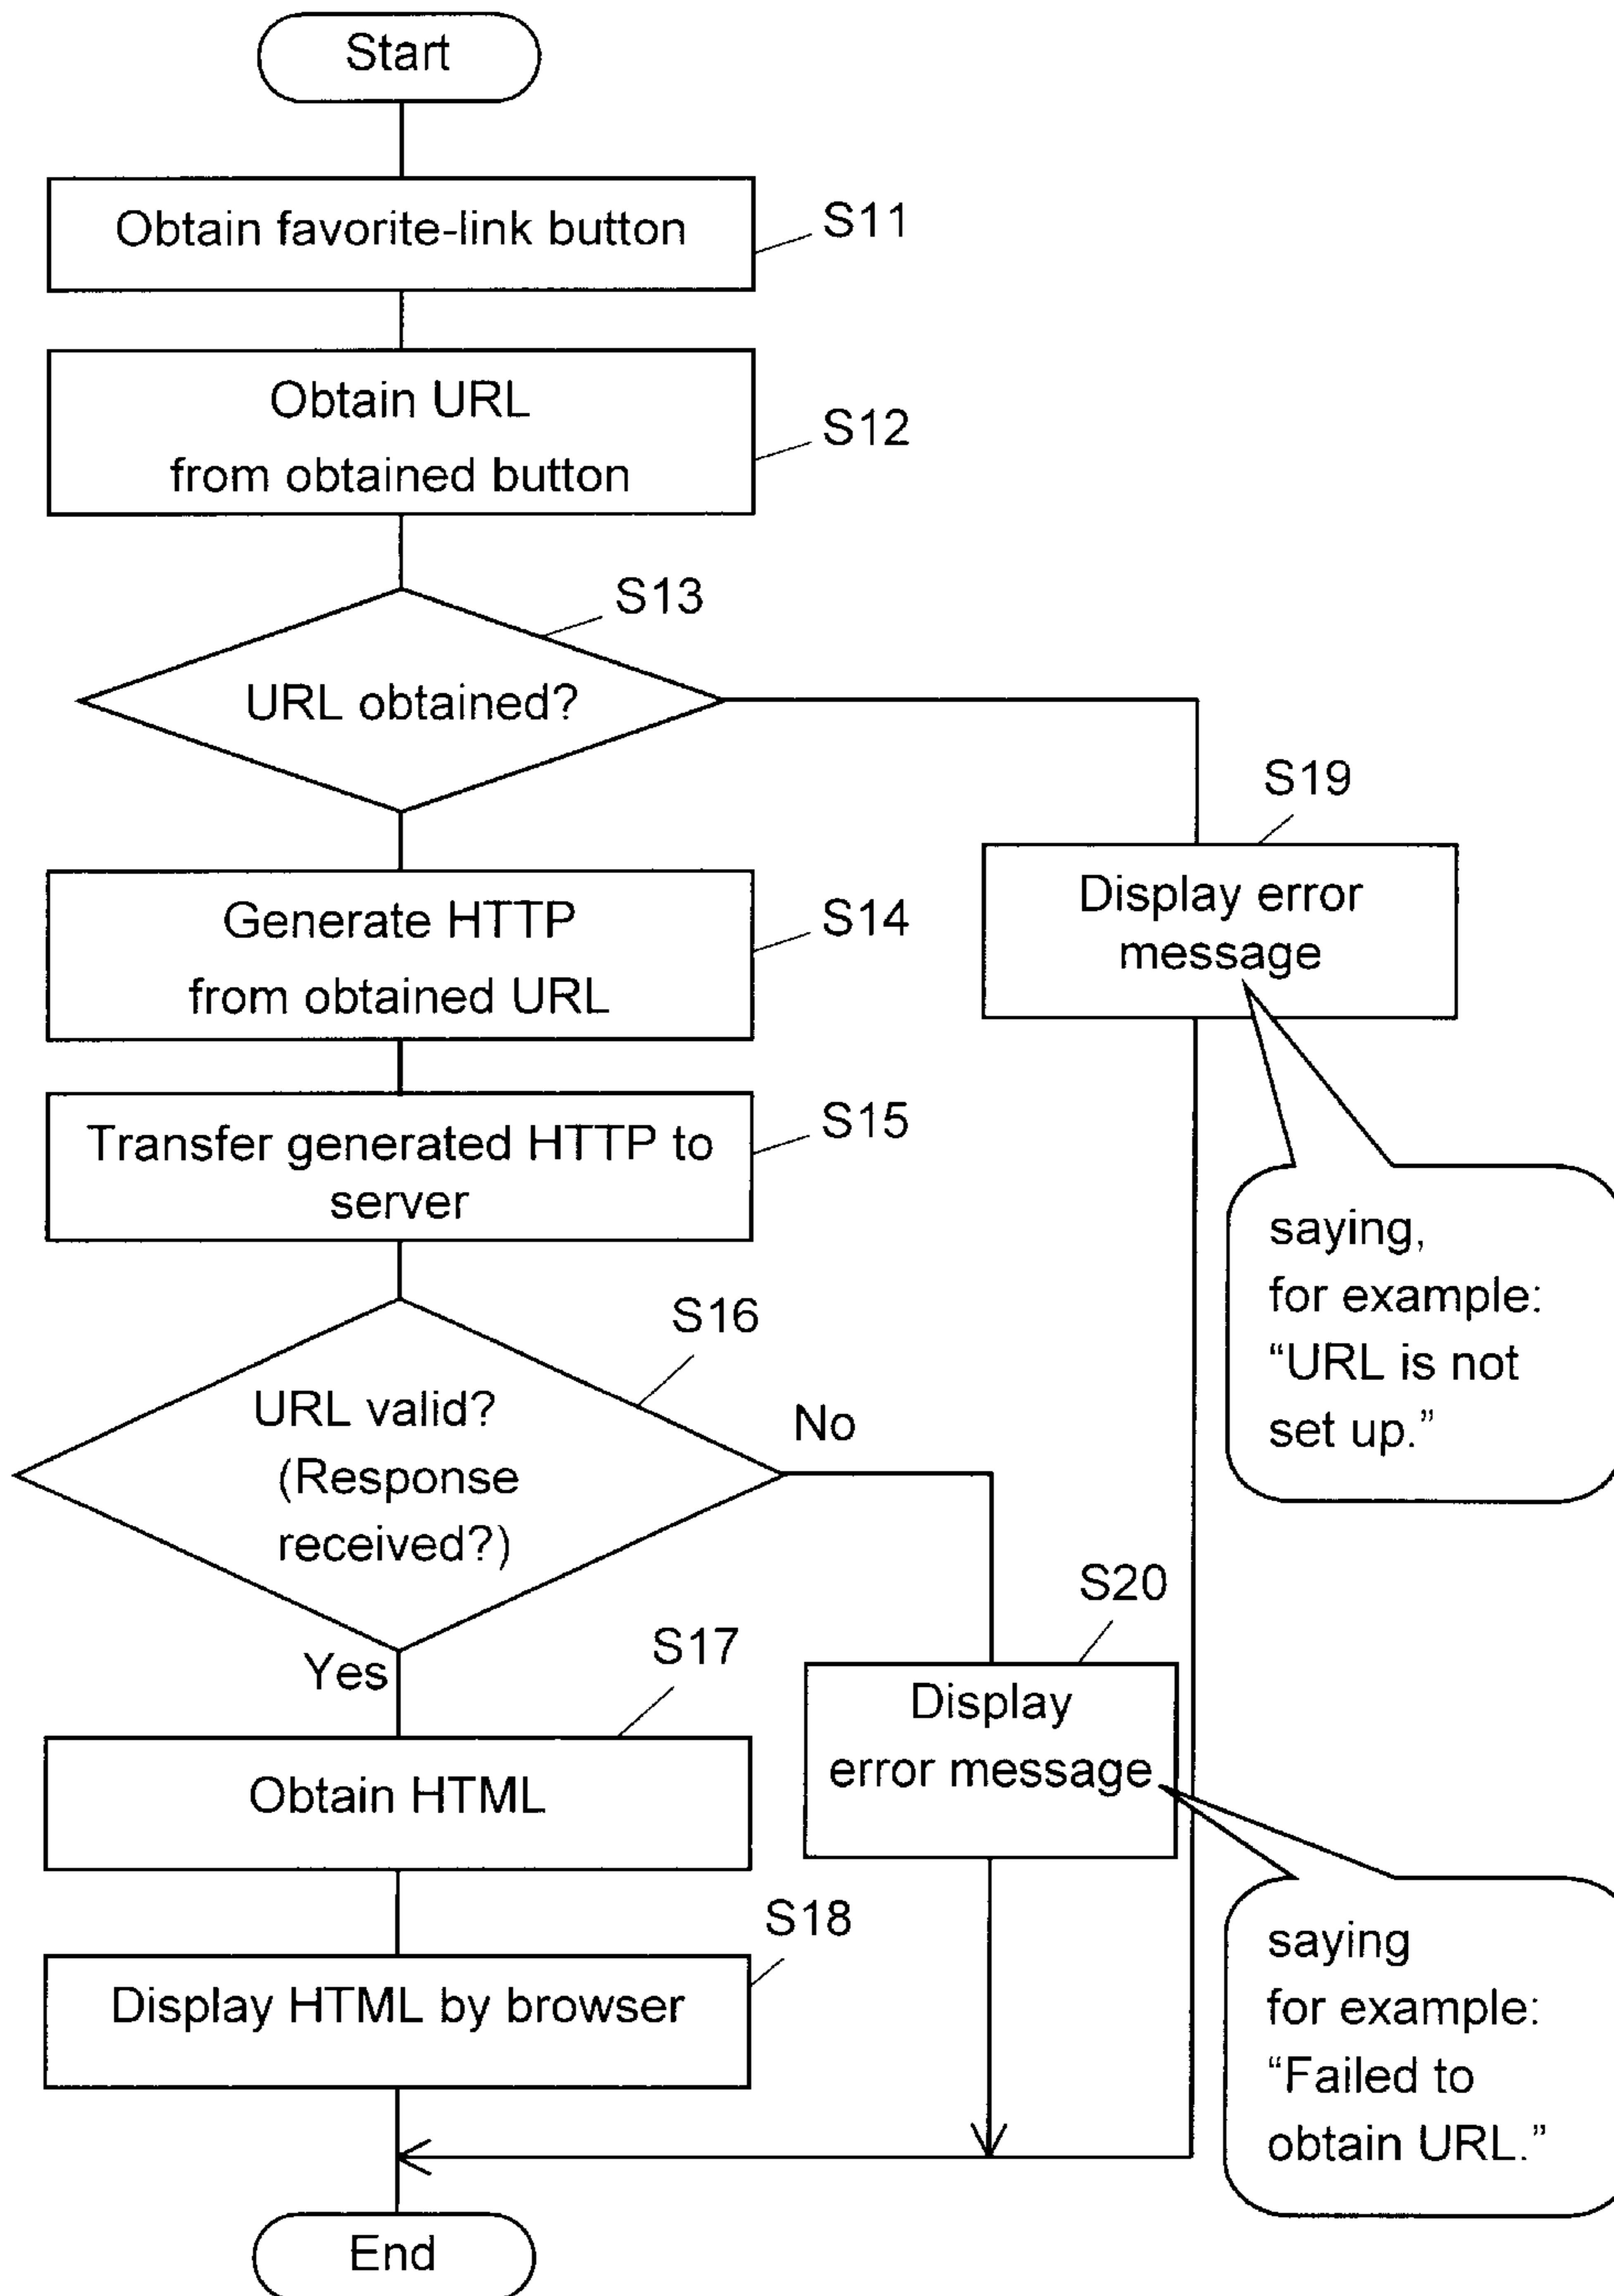 Start
Obtain favorite-link button
S11
Obtain URL
from obtained button
S12
S13
URL obtained?
S19
Display error
message
Generate HTTP
from obtained URL
S14
Transfer generated HTTP to
server
S15
saying,
for example:
“URL is not
set up.”
S16
URL valid?
(Response
received?)
No
Yes
S20
Display
error message
S17
Obtain HTML
S18
Display HTML by browser
saying
for example:
“Failed to
obtain URL.”
End